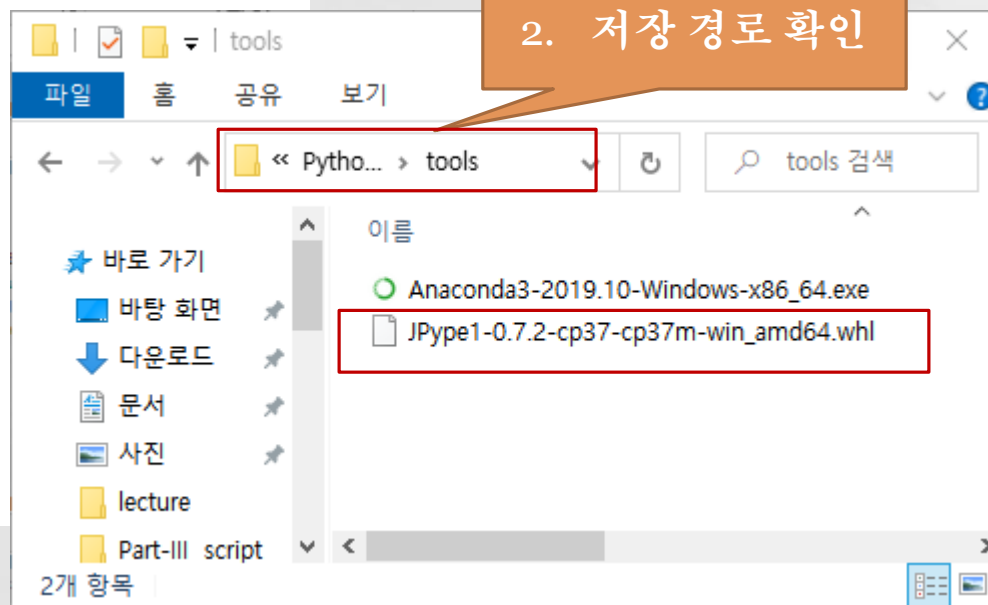 tools
2. 저장 경로 확인
파일 홈 공유 보기
« Pytho... › tools
tools 검색
이름
바로 가기
Anaconda3-2019.10-Windows-x86_64.exe
바탕 화면
JPype1-0.7.2-cp37-cp37m-win_amd64.whl
다운로드
문서
사진
lecture
Part-III script
2개 항목